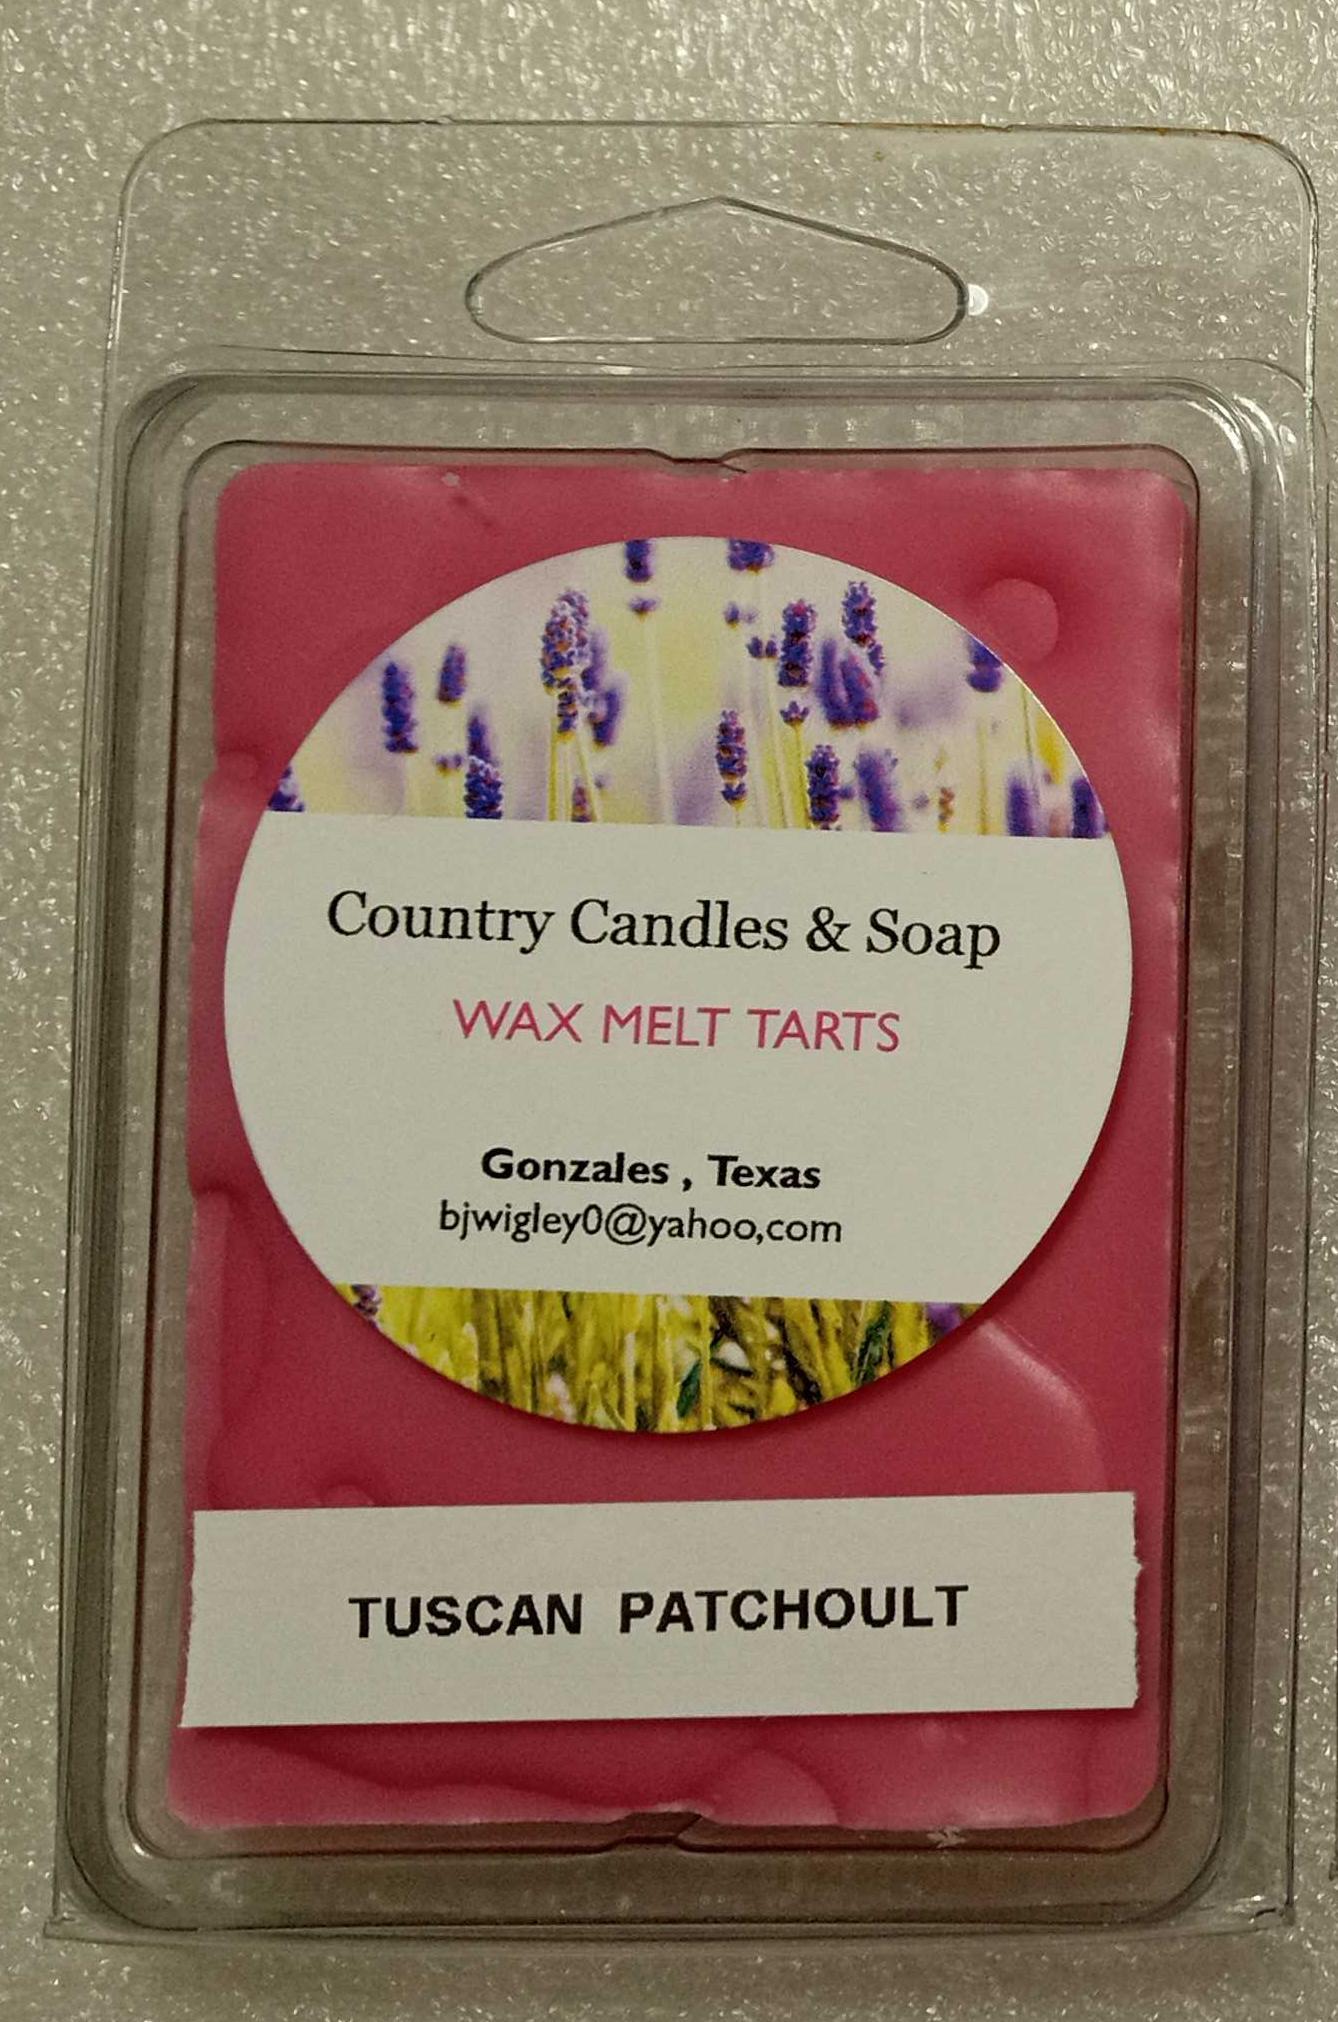 Country Candles & Soap
WAX MELT TARTS
Gonzales , Texas
bjwigley0@yahoo,com
TUSCAN PATCHOULT